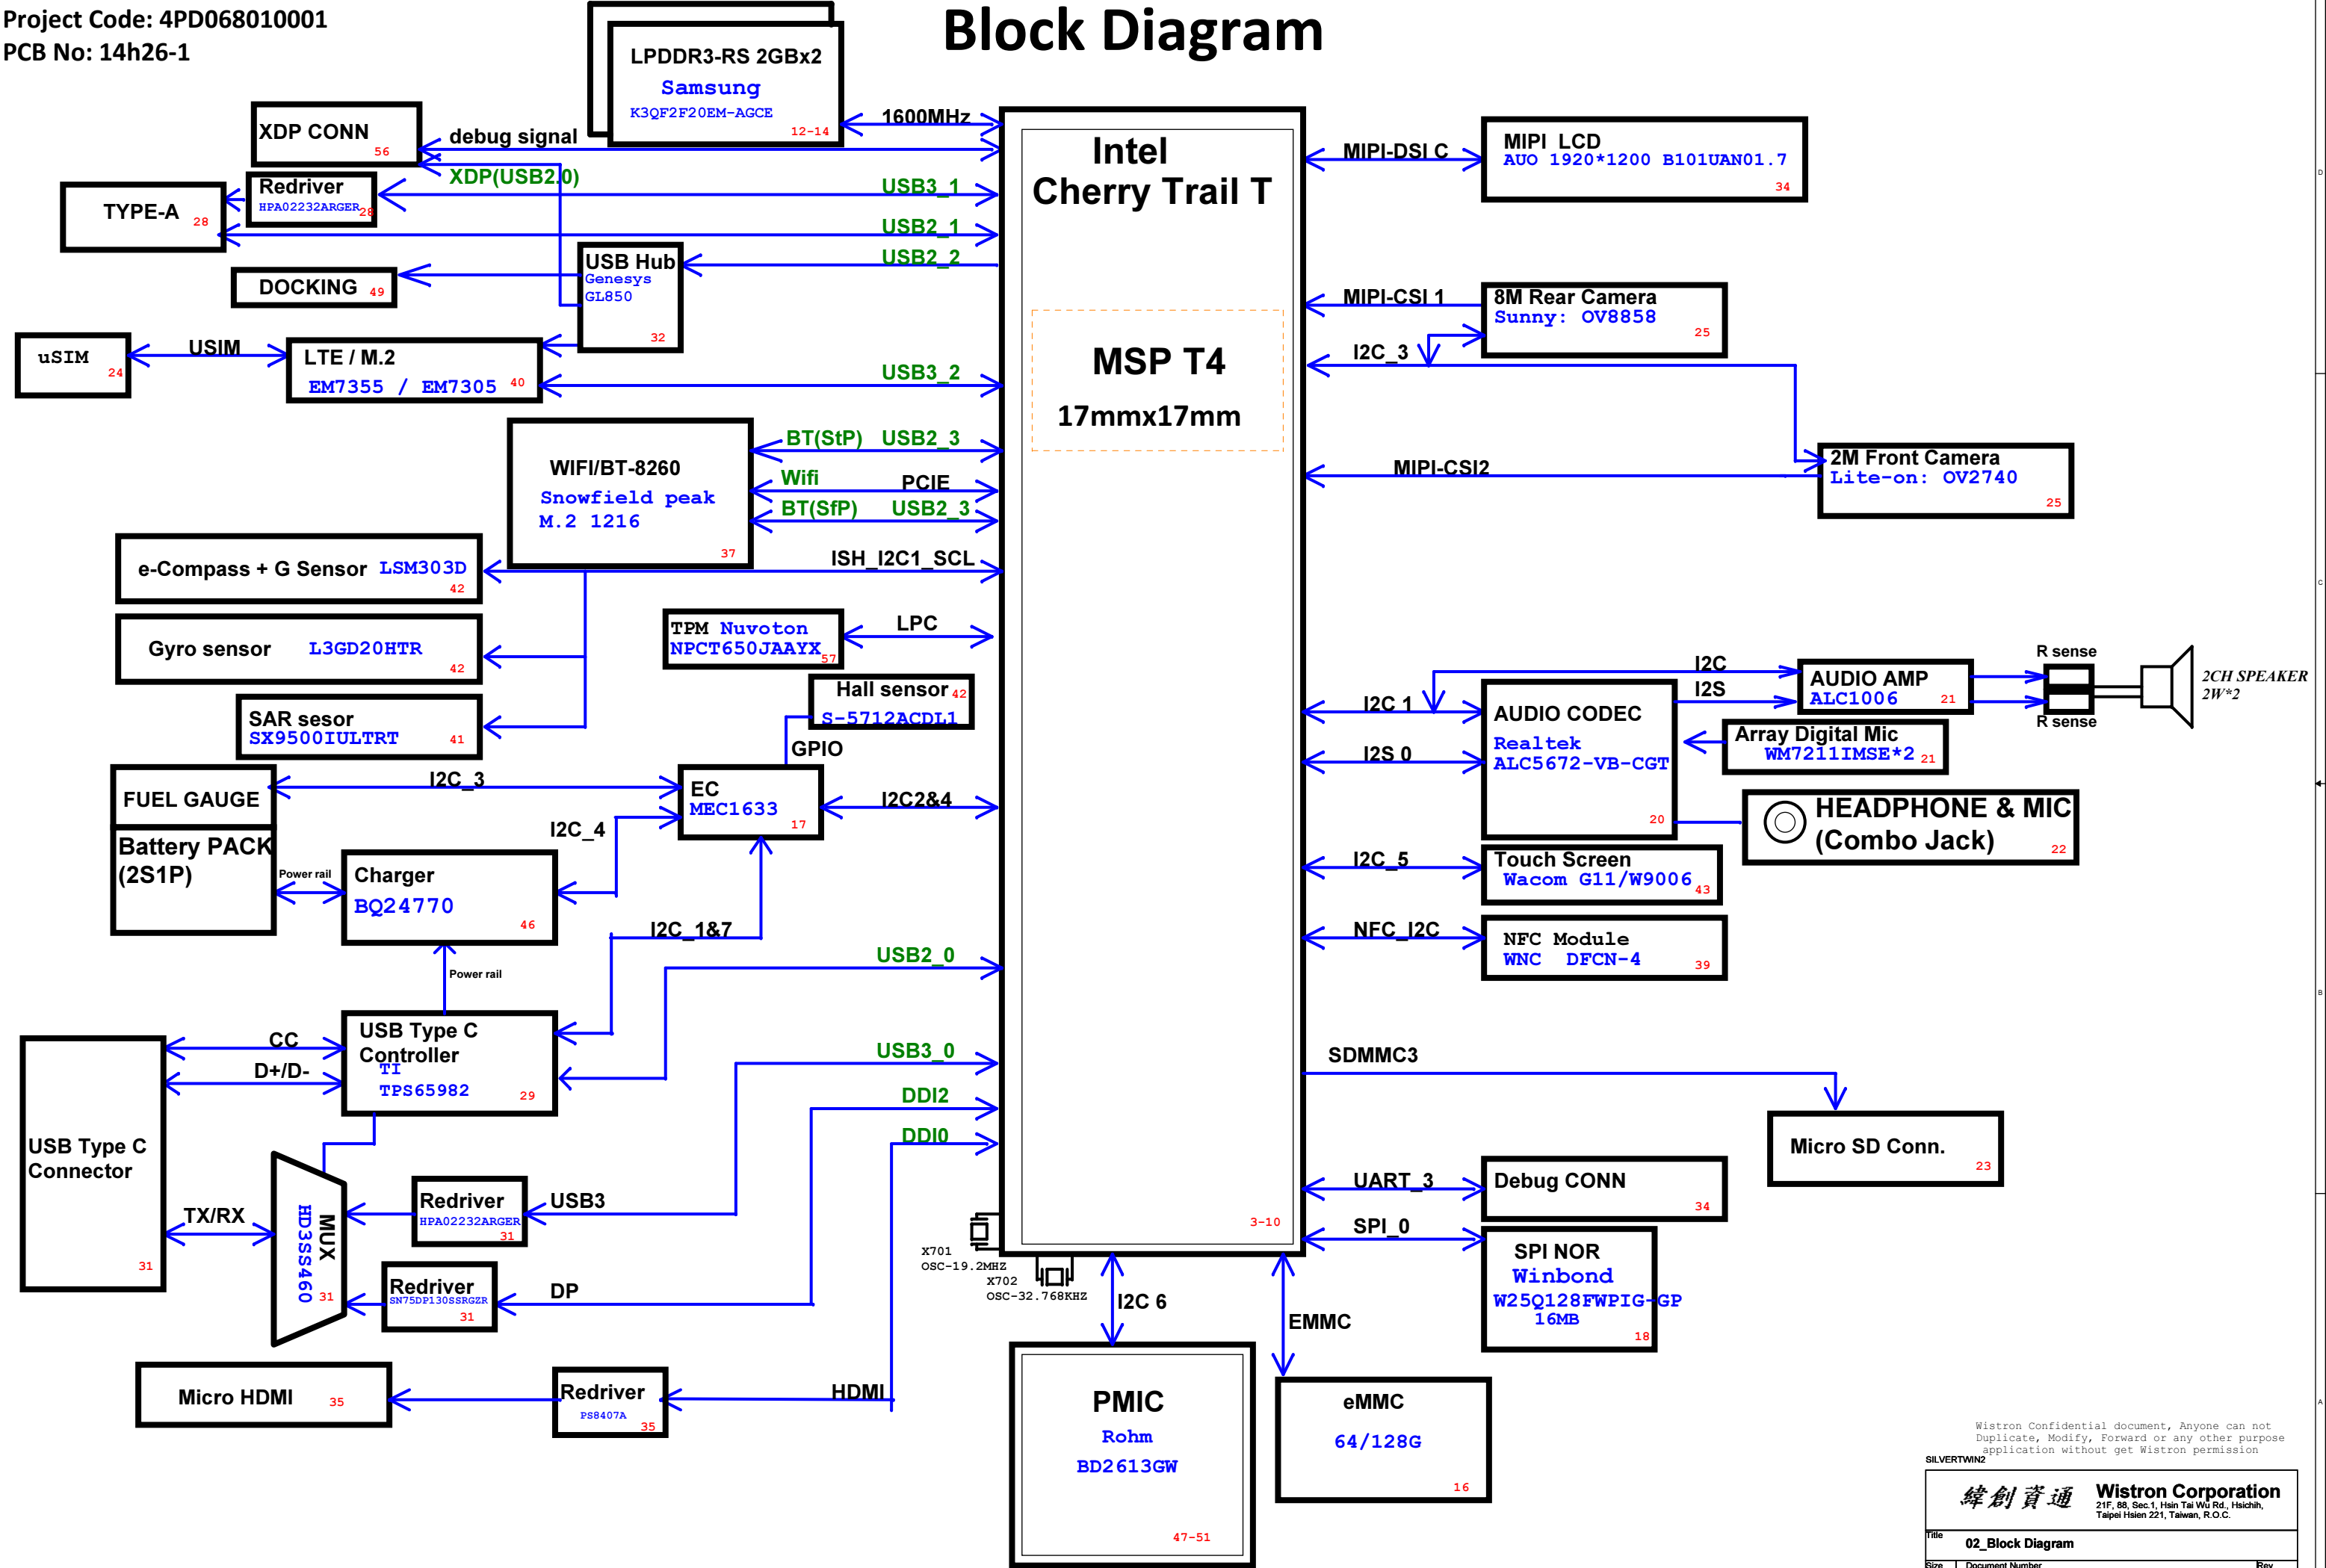 Project Code: 4PD068010001
PCB No: 14h26-1
Block Diagram
LPDDR3-RS 2GBx2
Samsung
K3QF2F20EM-AGCE
12-14
1600MHz
XDP CONN
56
debug signal
XDP(USB2.0)
Redriver
HPA02232ARGER
28
TYPE-A
28
USB3_1
USB2_1
USB2_2
USB Hub
Genesys
GL850
32
DOCKING
49
uSIM
24
USIM
LTE / M.2
EM7355 / EM7305
40
USB3_2
WIFI/BT-8260
Snowfield peak
M.2 1216
37
BT(StP)
USB2_3
Wifi
PCIE
BT(SfP)
USB2_3
e-Compass + G Sensor
LSM303D
42
ISH_I2C1_SCL
Gyro sensor
L3GD20HTR
42
SAR sesor
SX9500IULTRT
41
TPM Nuvoton
NPCT650JAAYX
57
LPC
Hall sensor
42
S-5712ACDL1
GPIO
FUEL GAUGE
I2C_3
EC
MEC1633
17
I2C2&4
Battery PACK
(2S1P)
Power rail
I2C_4
Charger
BQ24770
46
I2C_1&7
Power rail
USB2_0
USB Type C
Controller
TI
TPS65982
29
CC
D+/D-
USB Type C
Connector
31
TX/RX
MUX
HD3SS460
31
Redriver
HPA02232ARGER
31
USB3
USB3_0
DDI2
DDI0
Redriver
SN75DP130SSRGZR
31
DP
Micro HDMI
35
Redriver
PS8407A
35
HDMI
Intel
Cherry Trail T
MSP T4
17mmx17mm
3-10
X701
OSC-19.2MHZ
X702
OSC-32.768KHZ
I2C 6
EMMC
PMIC
Rohm
BD2613GW
47-51
eMMC
64/128G
16
MIPI-DSI C
MIPI LCD
AUO 1920*1200 B101UAN01.7
34
MIPI-CSI 1
8M Rear Camera
Sunny: OV8858
25
I2C_3
MIPI-CSI2
2M Front Camera
Lite-on: OV2740
25
I2C 1
I2S 0
AUDIO CODEC
Realtek
ALC5672-VB-CGT
20
I2C
I2S
AUDIO AMP
ALC1006
21
R sense
R sense
2CH SPEAKER
2W*2
Array Digital Mic
WM7211IMSE*2
21
HEADPHONE & MIC
(Combo Jack)
22
I2C_5
Touch Screen
Wacom G11/W9006
43
NFC_I2C
NFC Module
WNC DFCN-4
39
SDMMC3
Micro SD Conn.
23
UART_3
Debug CONN
34
SPI_0
SPI NOR
Winbond
W25Q128FWPIG-GP
16MB
18
D
C
B
A
Wistron Confidential document, Anyone can not
Duplicate, Modify, Forward or any other purpose
application without get Wistron permission
SILVERTWIN2
緯創資通
Wistron Corporation
21F, 88, Sec.1, Hsin Tai Wu Rd., Hsichih,
Taipei Hsien 221, Taiwan, R.O.C.
Title
02_Block Diagram
Size
Document Number
Rev